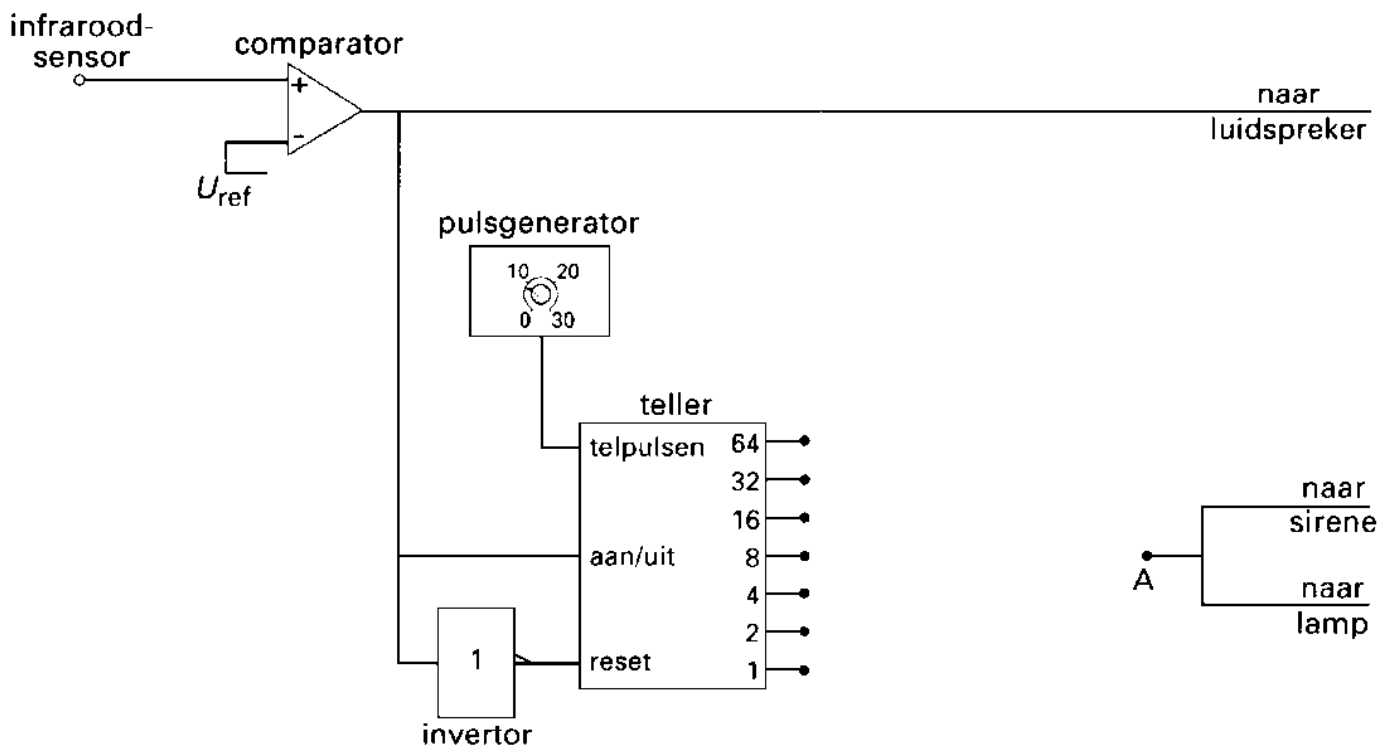 infrarood-
sensor
comparator
+
-
U ref
naar
luidspreker
pulsgenerator
10 20
0 30
teller
telpulsen 64
32
16
aan/uit 8
4
2
reset 1
1
invertor
naar
sirene
A
naar
lamp